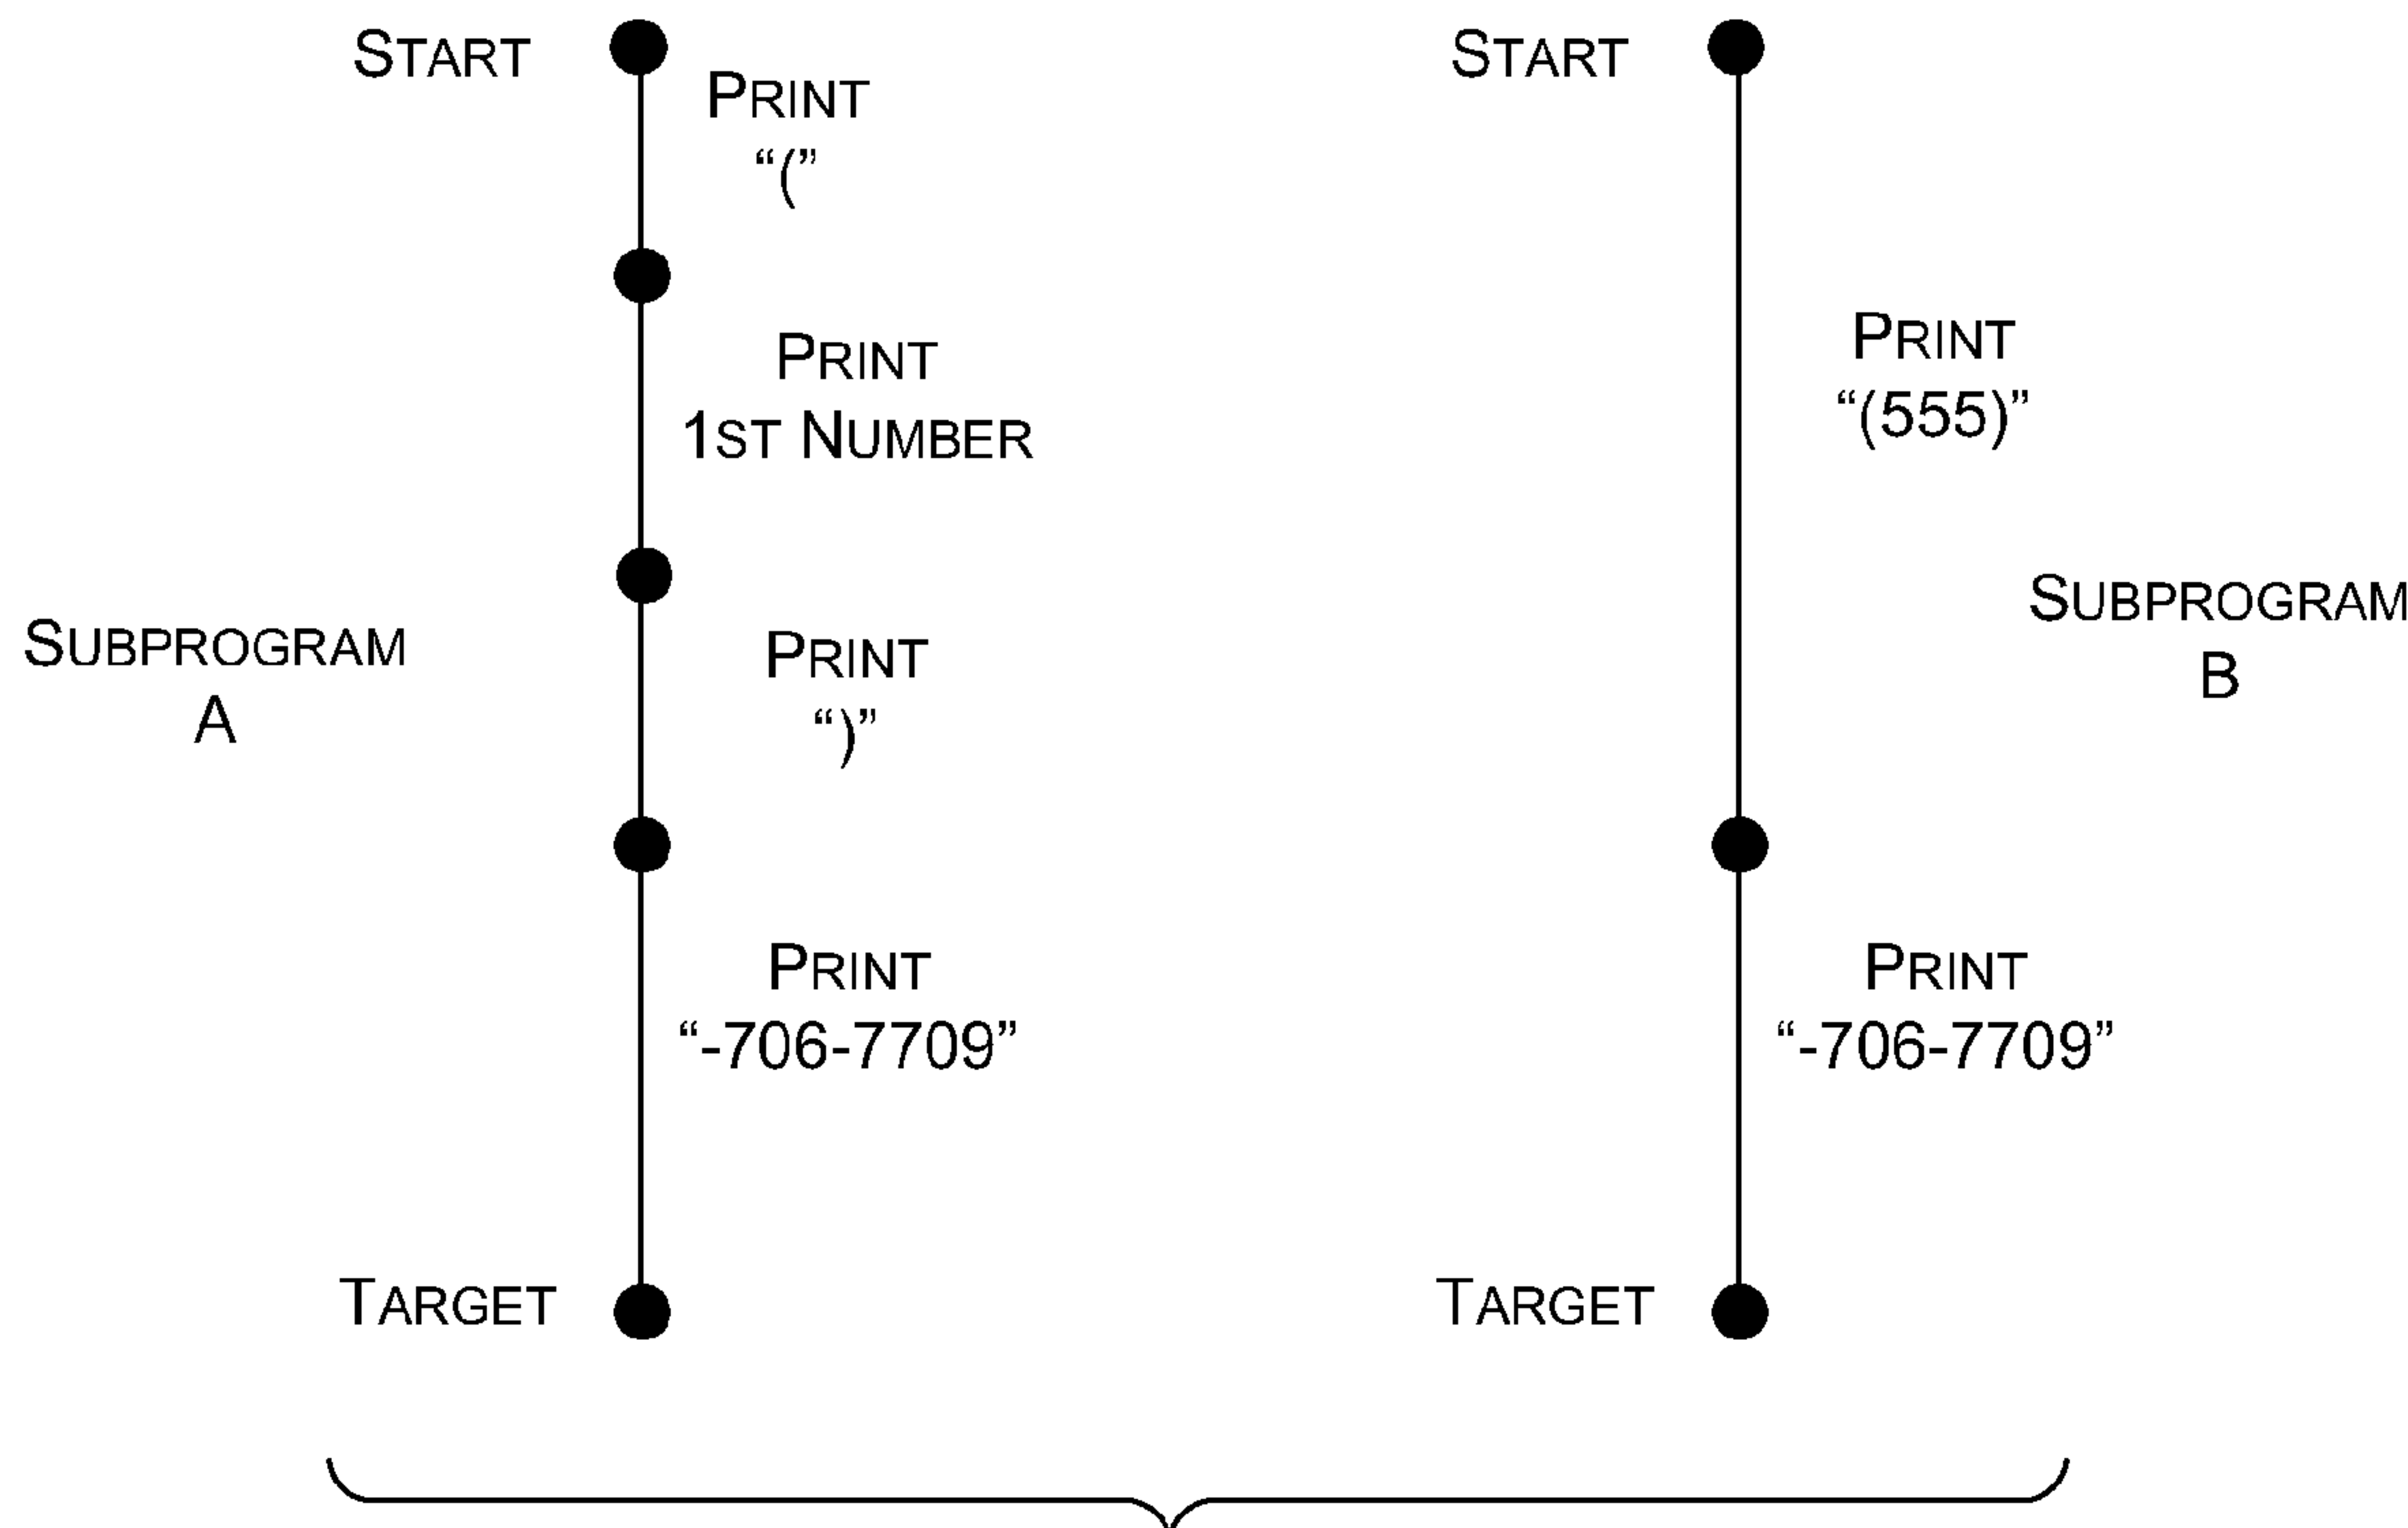 START
PRINT
“(”
PRINT
1ST NUMBER
SUBPROGRAM
A
PRINT
“)”
PRINT
“-706-7709”
TARGET
START
PRINT
“(555)”
SUBPROGRAM
B
PRINT
“-706-7709”
TARGET